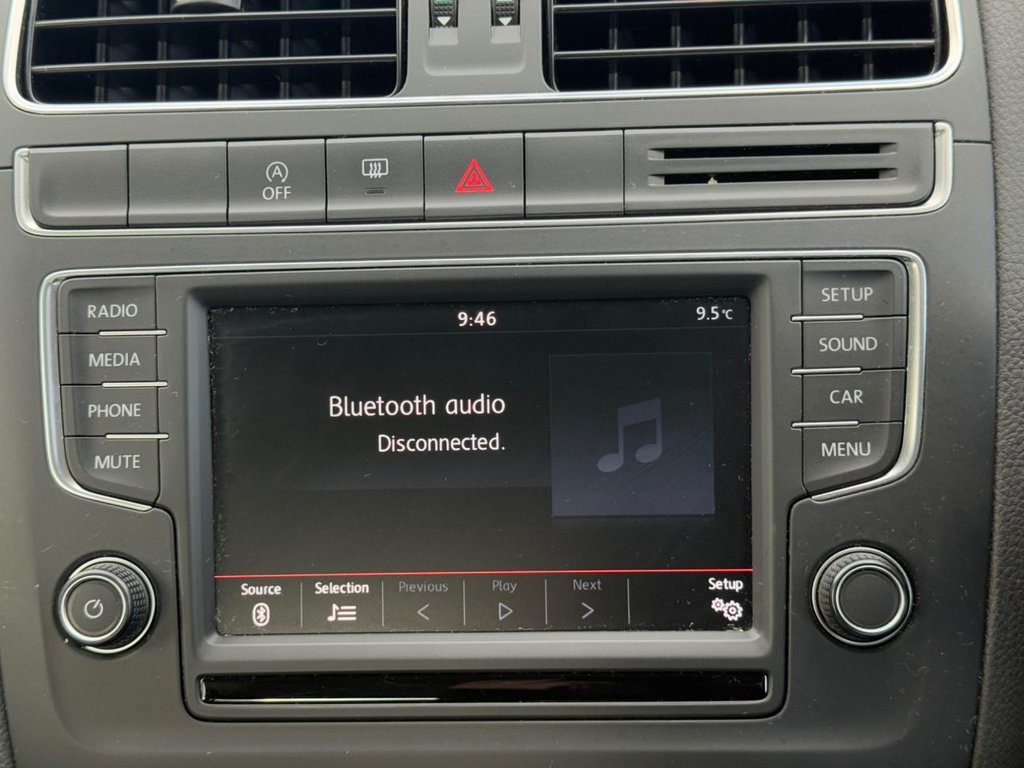 A
OFF
RADIO
MEDIA
PHONE
MUTE
9:46
9.5°C
Bluetooth audio
Disconnected.
Source
Selection
Previous
Play
Next
Setup
SETUP
SOUND
CAR
MENU